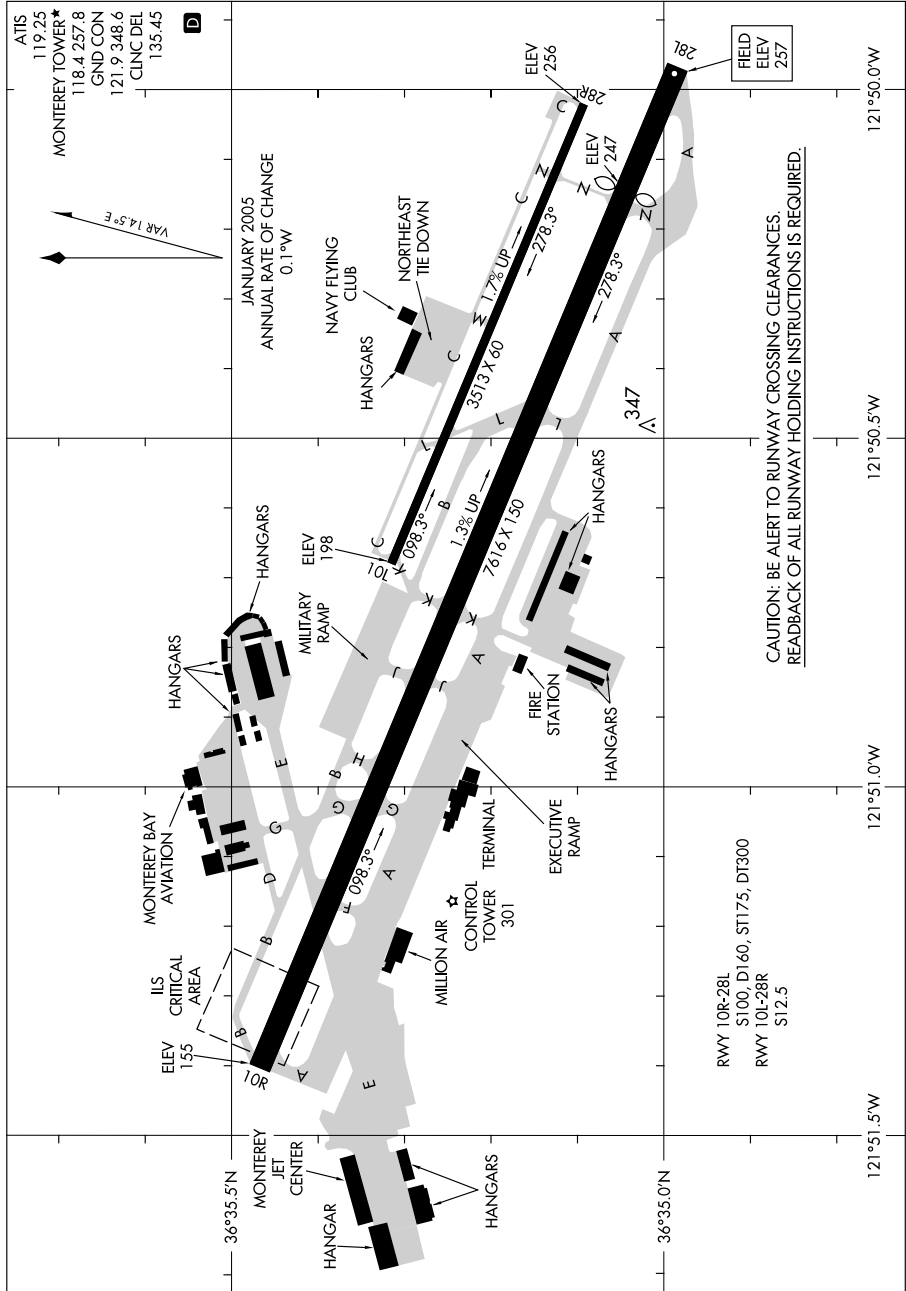 ATIS
119.25
MONTEREY TOWER★
118.4 257.8
GND CON
121.9 348.6
CLNC DEL
135.45
D
VAR 14.5° E
JANUARY 2005
ANNUAL RATE OF CHANGE
0.1°W
HANGARS
HANGARS
MONTEREY BAY
AVIATION
ILS
CRITICAL
AREA
ELEV
155
10R
B
B
D
G
E
G
B
H
MILITARY
RAMP
ELEV
198
10L
HANGARS
NAVY FLYING
CLUB
NORTHEAST
TIE DOWN
ELEV
256
28R
C
L
C
M
C
Z
C
1.7% UP
278.3°
3513 X 60
098.3°
K
B
L
L
Z
Z
ELEV
247
28L
FIELD
ELEV
257
A
E
F
098.3°
A
G
J
J
K
K
A
1.3% UP
7616 X 150
278.3°
A
A
347
MONTEREY
JET
CENTER
HANGAR
HANGARS
MILLION AIR
CONTROL
TOWER
301
TERMINAL
EXECUTIVE
RAMP
FIRE
STATION
HANGARS
HANGARS
RWY 10R-28L
S100, D160, ST175, DT300
RWY 10L-28R
S12.5
CAUTION: BE ALERT TO RUNWAY CROSSING CLEARANCES.
READBACK OF ALL RUNWAY HOLDING INSTRUCTIONS IS REQUIRED.
36°35.5'N
36°35.0'N
121°51.5'W
121°51.0'W
121°50.5'W
121°50.0'W